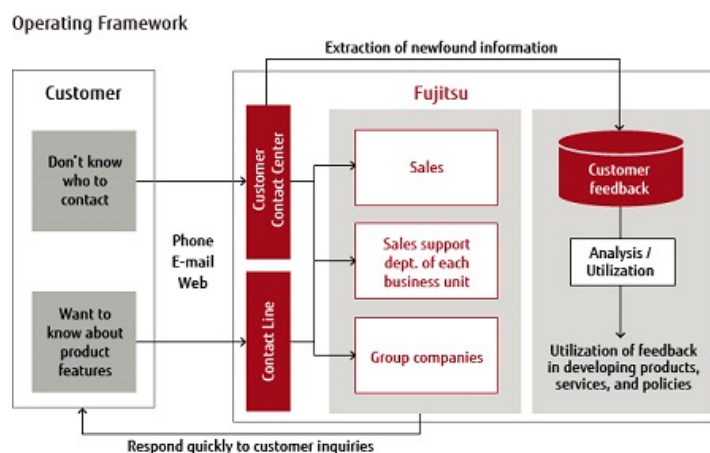 Operating Framework
Extraction of newfound information
Customer
Fujitsu
Don't know
who to
contact
Customer
Contact Center
Sales
Customer
feedback
Phone
E-mail
Web
Sales support
dept. of each
business unit
Analysis /
Utilization
Want to
know about
product
features
Contact Line
Group companies
Utilization of feedback
in developing products,
services, and policies
Respond quickly to customer inquiries